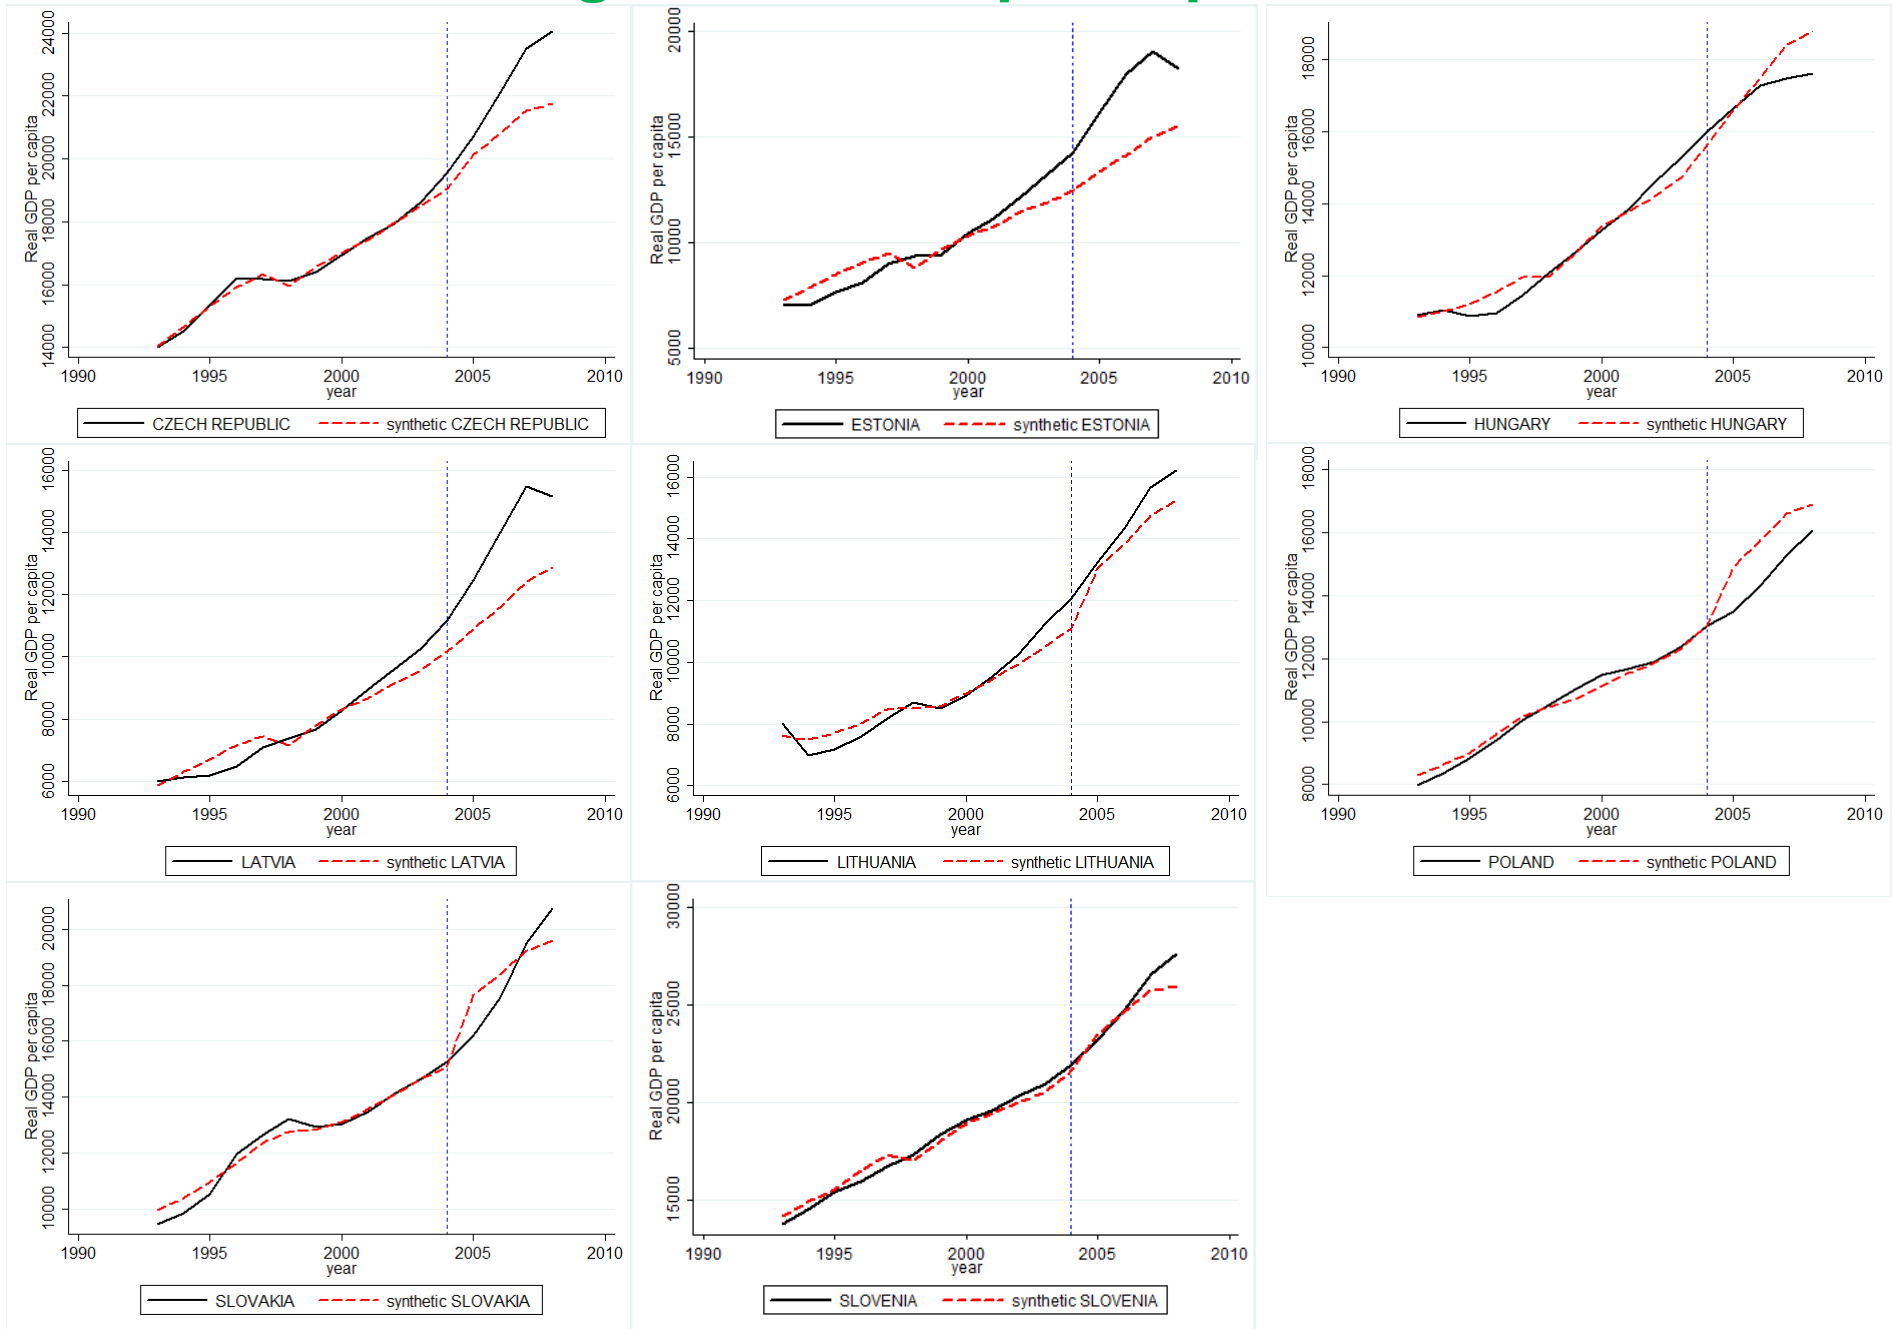 24000
22000
20000
18000
16000
14000
Real GDP per capita
1990 1995 2000 2005 2010
year
CZECH REPUBLIC synthetic CZECH REPUBLIC
20000
15000
10000
5000
Real GDP per capita
1990 1995 2000 2005 2010
year
ESTONIA synthetic ESTONIA
18000
16000
14000
12000
10000
Real GDP per capita
1990 1995 2000 2005 2010
year
HUNGARY synthetic HUNGARY
16000
14000
12000
10000
8000
6000
Real GDP per capita
1990 1995 2000 2005 2010
year
LATVIA synthetic LATVIA
16000
14000
12000
10000
8000
6000
Real GDP per capita
1990 1995 2000 2005 2010
year
LITHUANIA synthetic LITHUANIA
18000
16000
14000
12000
10000
8000
Real GDP per capita
1990 1995 2000 2005 2010
year
POLAND synthetic POLAND
20000
18000
16000
14000
12000
10000
Real GDP per capita
1990 1995 2000 2005 2010
year
SLOVAKIA synthetic SLOVAKIA
30000
25000
20000
15000
Real GDP per capita
1990 1995 2000 2005 2010
year
SLOVENIA synthetic SLOVENIA